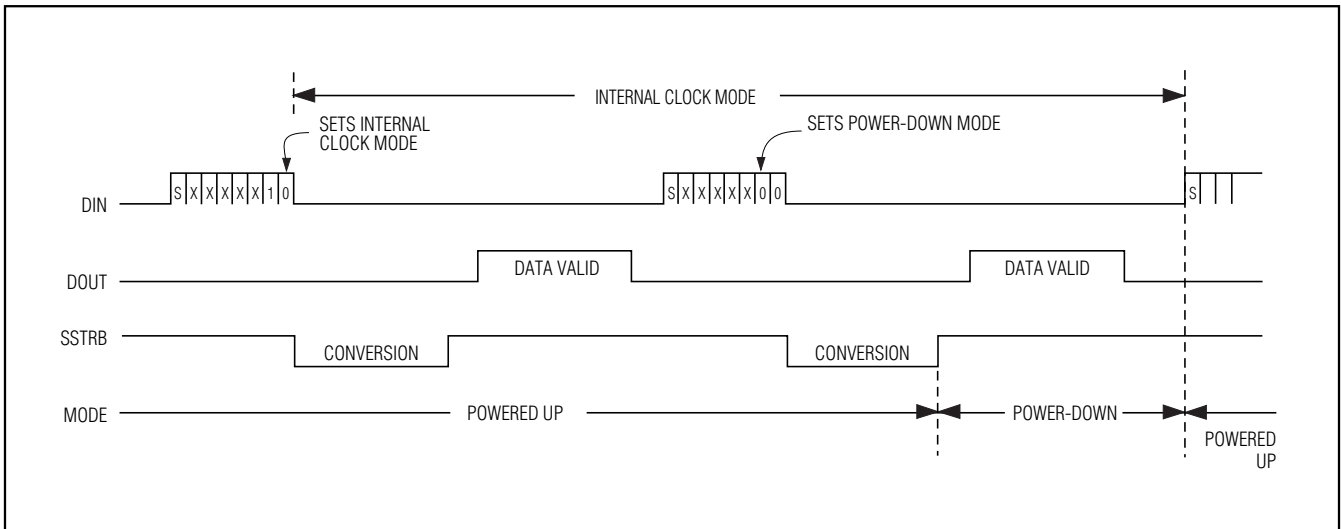 INTERNAL CLOCK MODE
SETS INTERNAL
CLOCK MODE
SETS POWER-DOWN MODE
DIN
S X X X X X 1 0
S X X X X X 0 0
S
DOUT
DATA VALID
DATA VALID
SSTRB
CONVERSION
CONVERSION
MODE
POWERED UP
POWER-DOWN
POWERED
UP